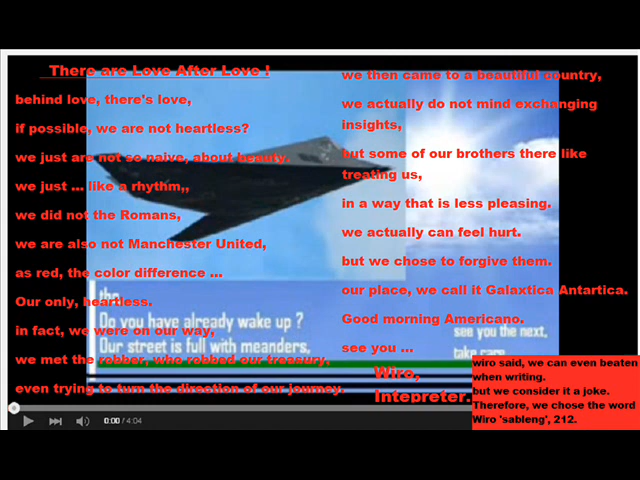 There are Love After Love !
behind love, there's love,
if possible, we are not heartless?
we just are not so naive, about beauty.
we just ... like a rhythm,,
we did not the Romans,
we are also not Manchester United,
as red, the color difference ...
Our only, heartless.
in fact, we were on our way,
we met the robber, who robbed our treasury,
even trying to turn the direction of our journey.
the
Do you have already wake up ?
Our street is full with meanders,
we then came to a beautiful country,
we actually do not mind exchanging
insights,
but some of our brothers there like
treating us,
in a way that is less pleasing.
we actually can feel hurt.
but we chose to forgive them.
our place, we call it Galaxtica Antartica.
Good morning Americano.
see you ...
see you the next,
take care
Wiro,
Intepreter.
wiro said, we can even beaten
when writing.
but we consider it a joke.
Therefore, we chose the word
Wiro 'sableng', 212.
0:00 / 4:04